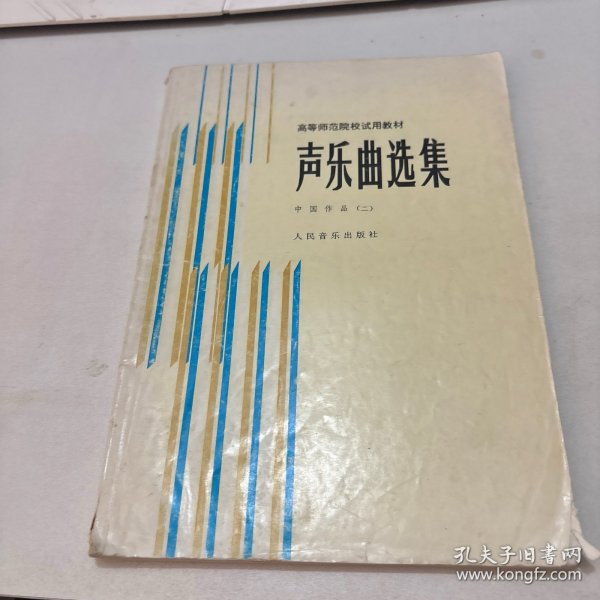 高等师范院校试用教材
声乐曲选集
中国作品（二）
人民音乐出版社
孔夫子旧书网
www.kongfz.com